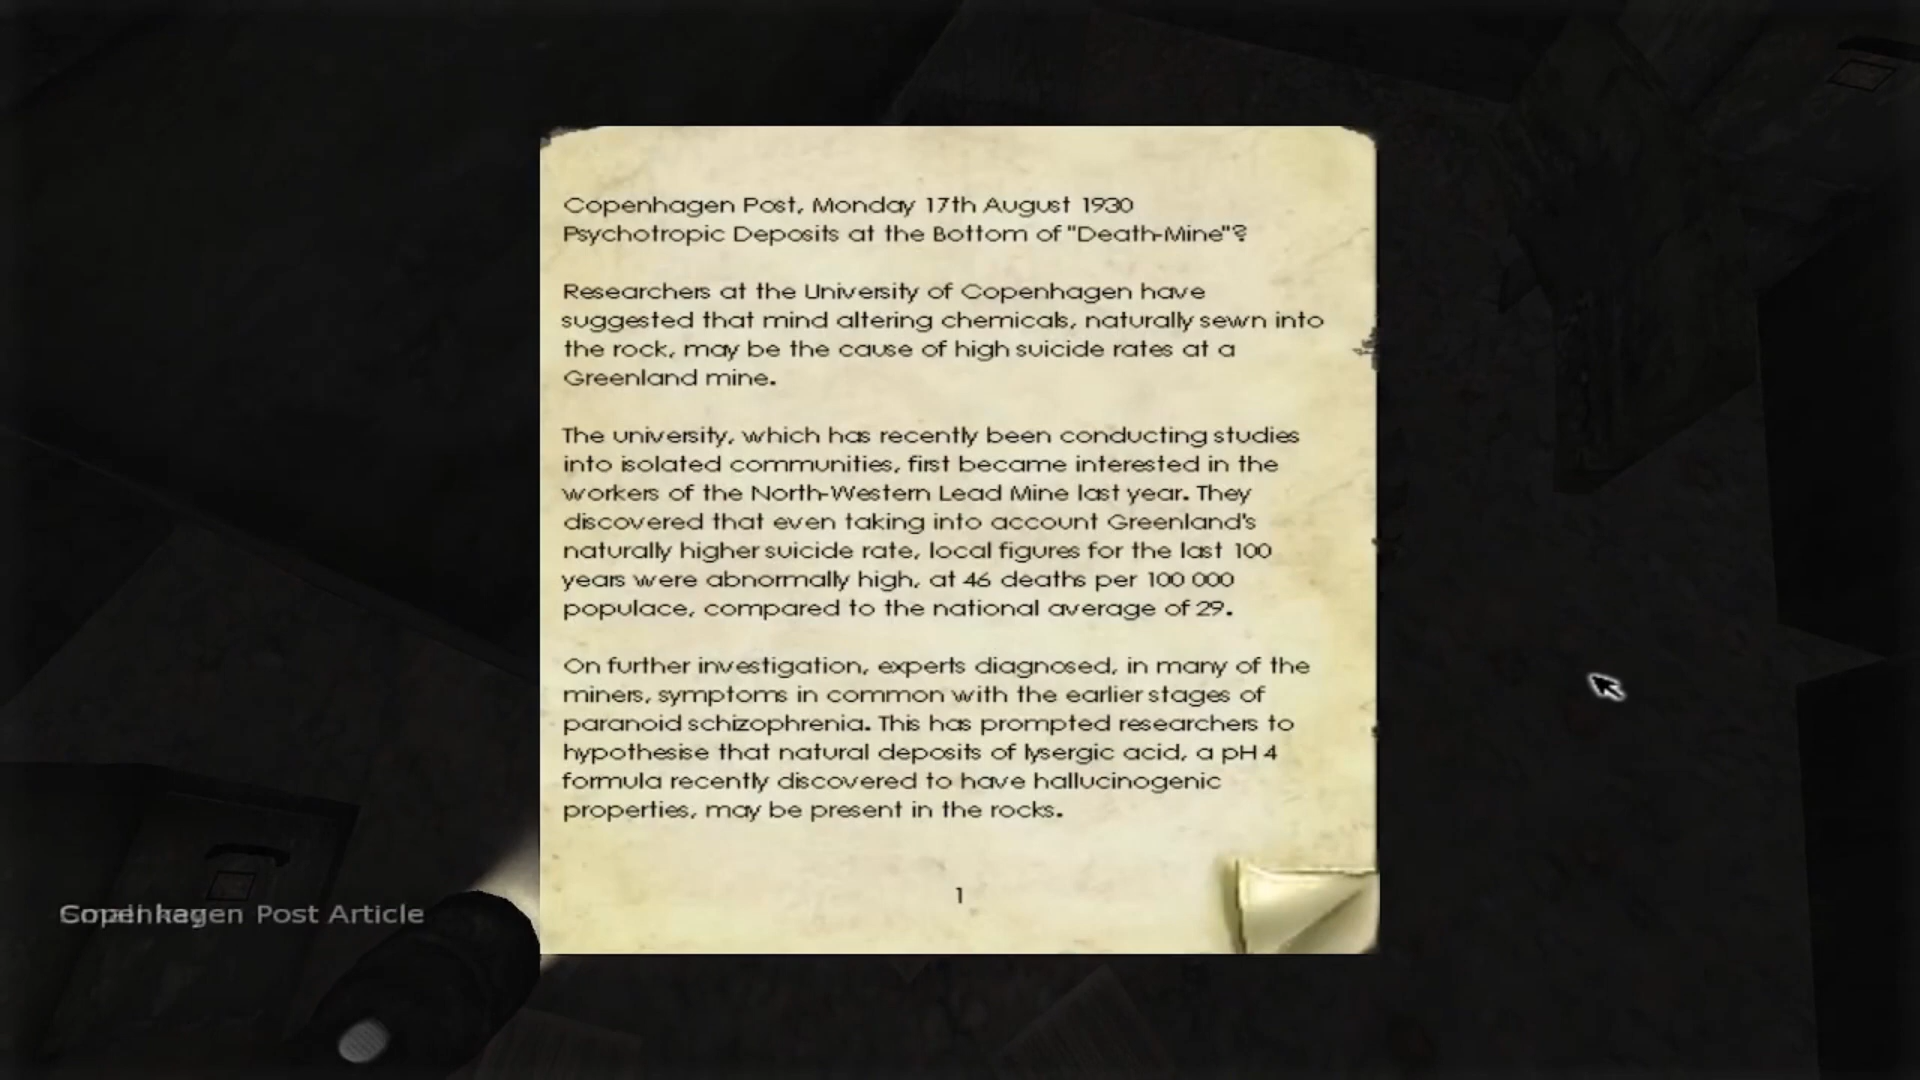 Copenhagen Post, Monday 17th August 1930
Psychotropic Deposits at the Bottom of "Death-Mine"?
Researchers at the University of Copenhagen have
suggested that mind altering chemicals, naturally sewn into
the rock, may be the cause of high suicide rates at a
Greenland mine.
The university, which has recently been conducting studies
into isolated communities, first became interested in the
workers of the North-Western Lead Mine last year. They
discovered that even taking into account Greenland's
naturally higher suicide rate, local figures for the last 100
years were abnormally high, at 46 deaths per 100 000
populace, compared to the national average of 29.
On further investigation, experts diagnosed, in many of the
miners, symptoms in common with the earlier stages of
paranoid schizophrenia. This has prompted researchers to
hypothesise that natural deposits of lysergic acid, a pH 4
formula recently discovered to have hallucinogenic
properties, may be present in the rocks.
1
Copenhagen Post Article